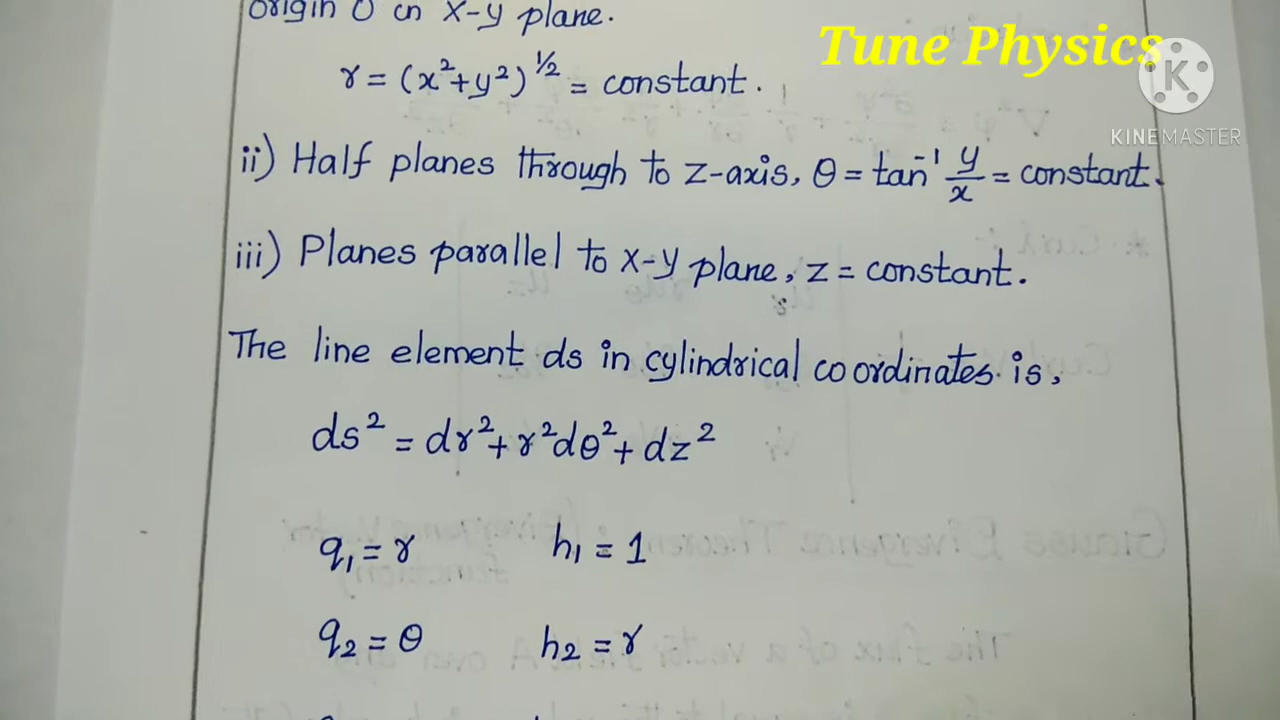 origin O on X-Y plane.
Tune Physics
r = (x²+y²)^½ = constant.
K
KINEMASTER
ii) Half planes through to z-axis, θ = tan⁻¹ y/x = constant.
iii) Planes parallel to x-y plane, z = constant.
The line element ds in cylindrical coordinates is,
ds² = dr² + r²dθ² + dz²
q₁ = r h₁ = 1
q₂ = θ h₂ = r